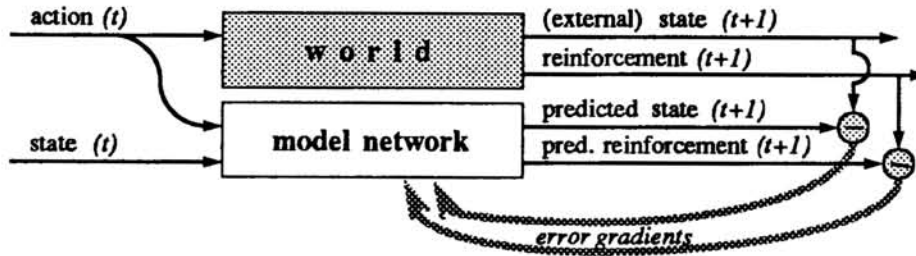 action (t)
world
(external) state (t+1)
reinforcement (t+1)
state (t)
model network
predicted state (t+1)
pred. reinforcement (t+1)
error gradients